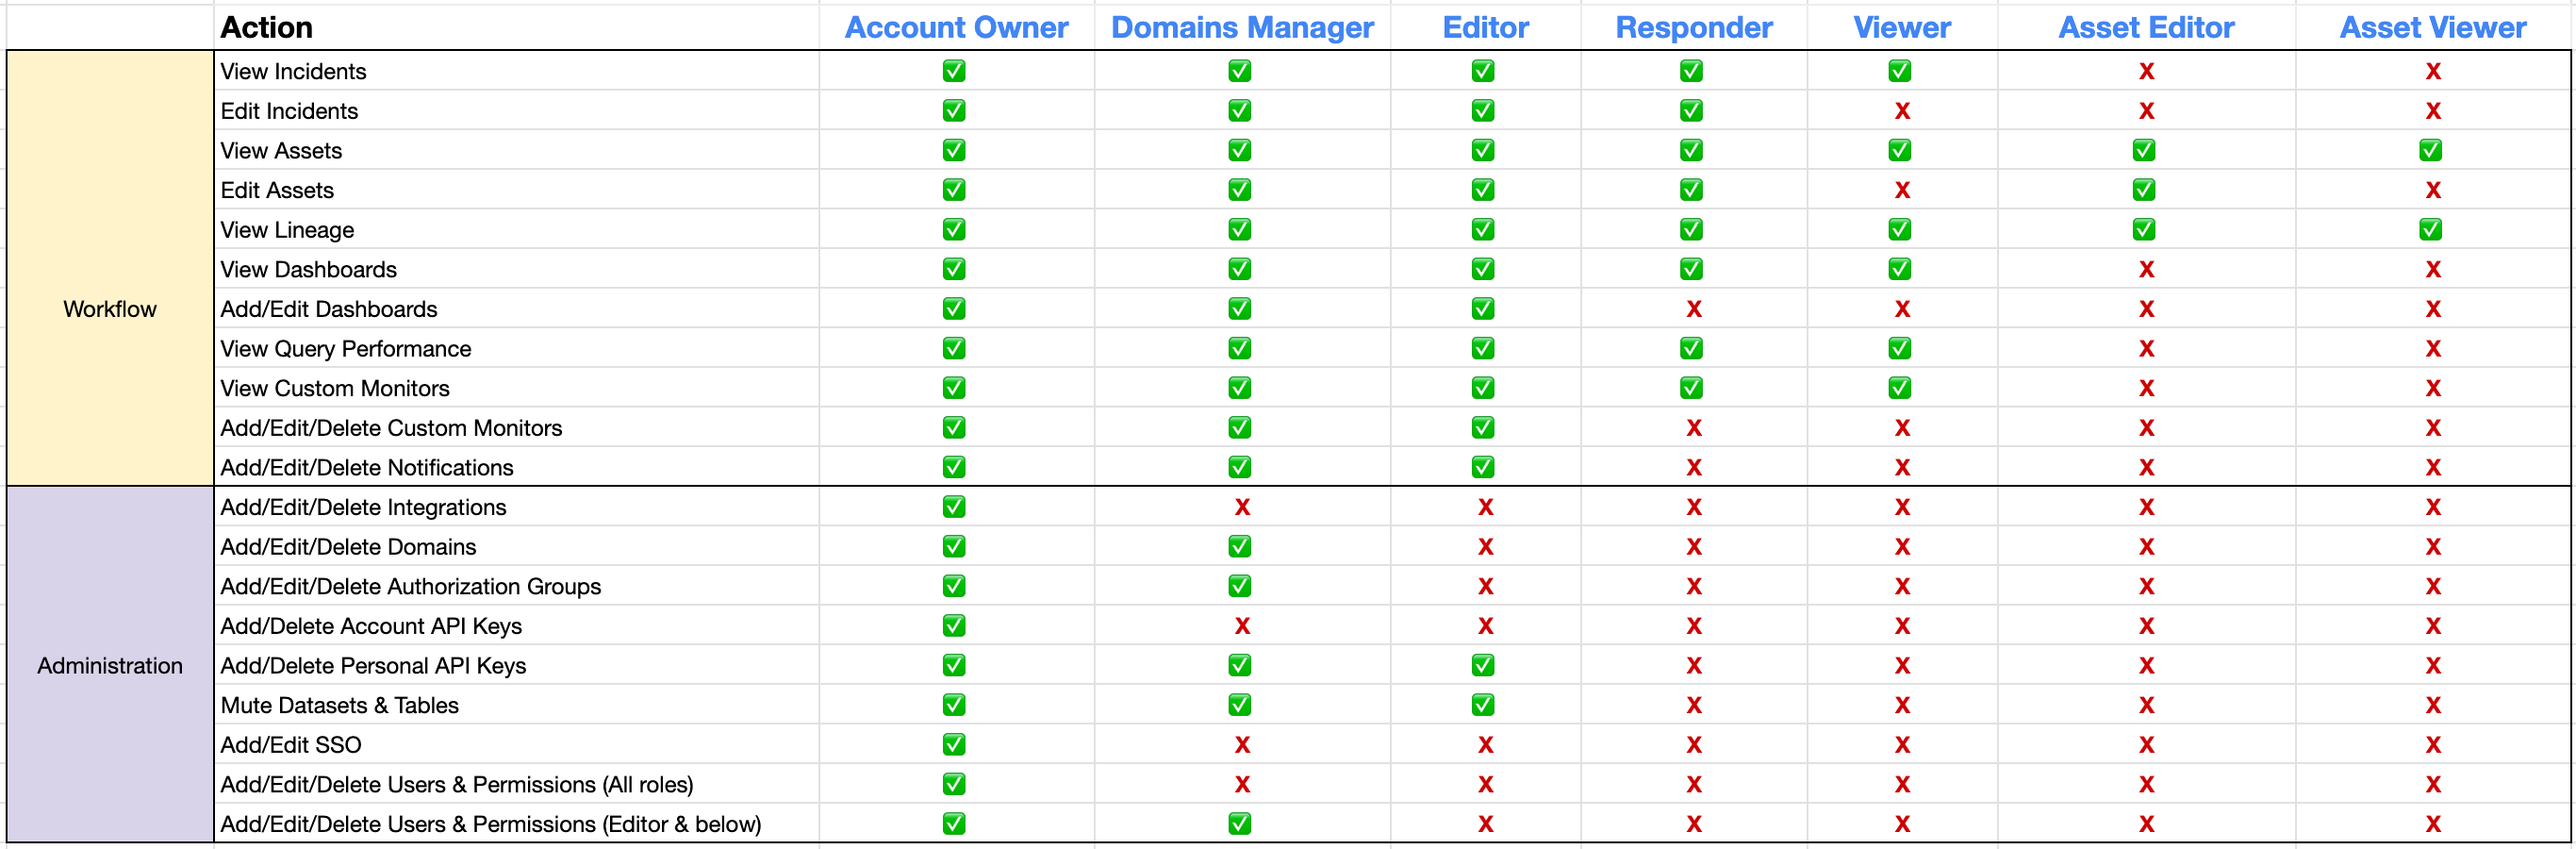 Action Account Owner Domains Manager Editor Responder Viewer Asset Editor Asset Viewer
View Incidents ✅ ✅ ✅ ✅ ✅ X X
Edit Incidents ✅ ✅ ✅ ✅ X X X
View Assets ✅ ✅ ✅ ✅ ✅ ✅ ✅
Edit Assets ✅ ✅ ✅ ✅ X ✅ X
View Lineage ✅ ✅ ✅ ✅ ✅ ✅ ✅
View Dashboards ✅ ✅ ✅ ✅ ✅ X X
Workflow Add/Edit Dashboards ✅ ✅ ✅ X X X X
View Query Performance ✅ ✅ ✅ ✅ ✅ X X
View Custom Monitors ✅ ✅ ✅ ✅ ✅ X X
Add/Edit/Delete Custom Monitors ✅ ✅ ✅ X X X X
Add/Edit/Delete Notifications ✅ ✅ ✅ X X X X
Add/Edit/Delete Integrations ✅ X X X X X X
Add/Edit/Delete Domains ✅ ✅ X X X X X
Add/Edit/Delete Authorization Groups ✅ ✅ X X X X X
Add/Delete Account API Keys ✅ X X X X X X
Administration Add/Delete Personal API Keys ✅ ✅ ✅ X X X X
Mute Datasets & Tables ✅ ✅ ✅ X X X X
Add/Edit SSO ✅ X X X X X X
Add/Edit/Delete Users & Permissions (All roles) ✅ X X X X X X
Add/Edit/Delete Users & Permissions (Editor & below) ✅ ✅ X X X X X